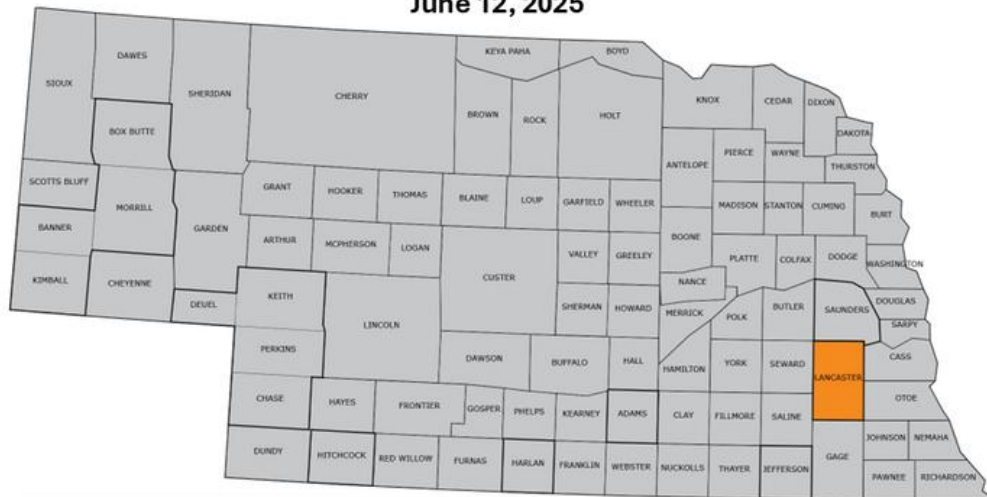 June 12, 2025
KEYA PAHA
BOYD
DAWES
SIOUX
SHERIDAN
CHERRY
KNOX
CEDAR
DIXON
BROWN
ROCK
HOLT
BOX BUTTE
DAKOTA
ANTELOPE
PIERCE
WAYNE
THURSTON
SCOTTS BLUFF
MORRILL
GRANT
HOOKER
THOMAS
BLAINE
LOUP
GARFIELD
WHEELER
MADISON
STANTON
CUMING
BURT
BANNER
GARDEN
ARTHUR
MCPHERSON
LOGAN
VALLEY
GREELEY
BOONE
PLATTE
COLFAX
DODGE
WASHINGTON
KIMBALL
CHEYENNE
DEUEL
KEITH
CUSTER
NANCE
LINCOLN
SHERMAN
HOWARD
MERRICK
POLK
BUTLER
SAUNDERS
DOUGLAS
SARPY
PERKINS
DAWSON
BUFFALO
HALL
HAMILTON
YORK
SEWARD
LANCASTER
CASS
CHASE
HAYES
FRONTIER
GOSPER
PHELPS
KEARNEY
ADAMS
CLAY
FILLMORE
SALINE
OTOE
DUNDY
HITCHCOCK
RED WILLOW
FURNAS
HARLAN
FRANKLIN
WEBSTER
NUCKOLLS
THAYER
JEFFERSON
GAGE
JOHNSON
NEMAHA
PAWNEE
RICHARDSON